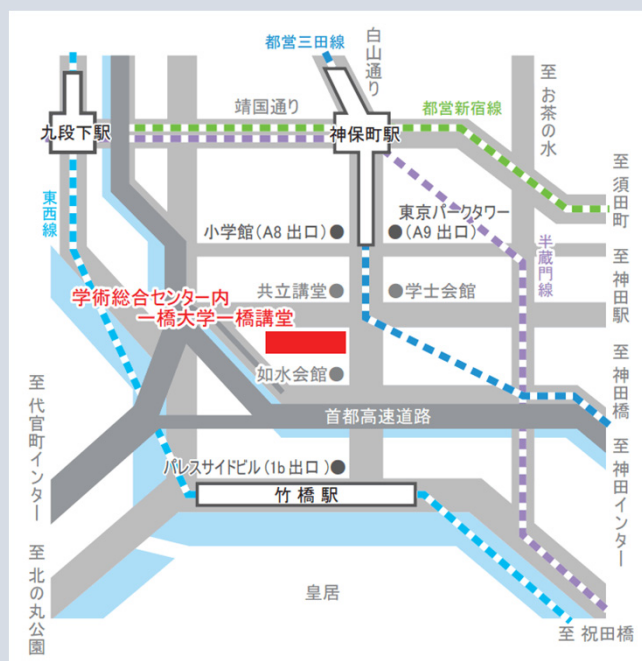 都営三田線
白山通り
至 お茶の水
九段下駅
靖国通り
神保町駅
都営新宿線
至 須田町
東西線
小学館(A8 出口)●
東京パークタワー
●(A9 出口)
半蔵門線
至 神田駅
学術総合センター内
一橋大学一橋講堂
共立講堂●
●学士会館
如水会館●
至 神田橋
首都高速道路
至 代官町インター
至 神田インター
パレスサイドビル(1b 出口)●
竹橋駅
至 北の丸公園
皇居
至 祝田橋